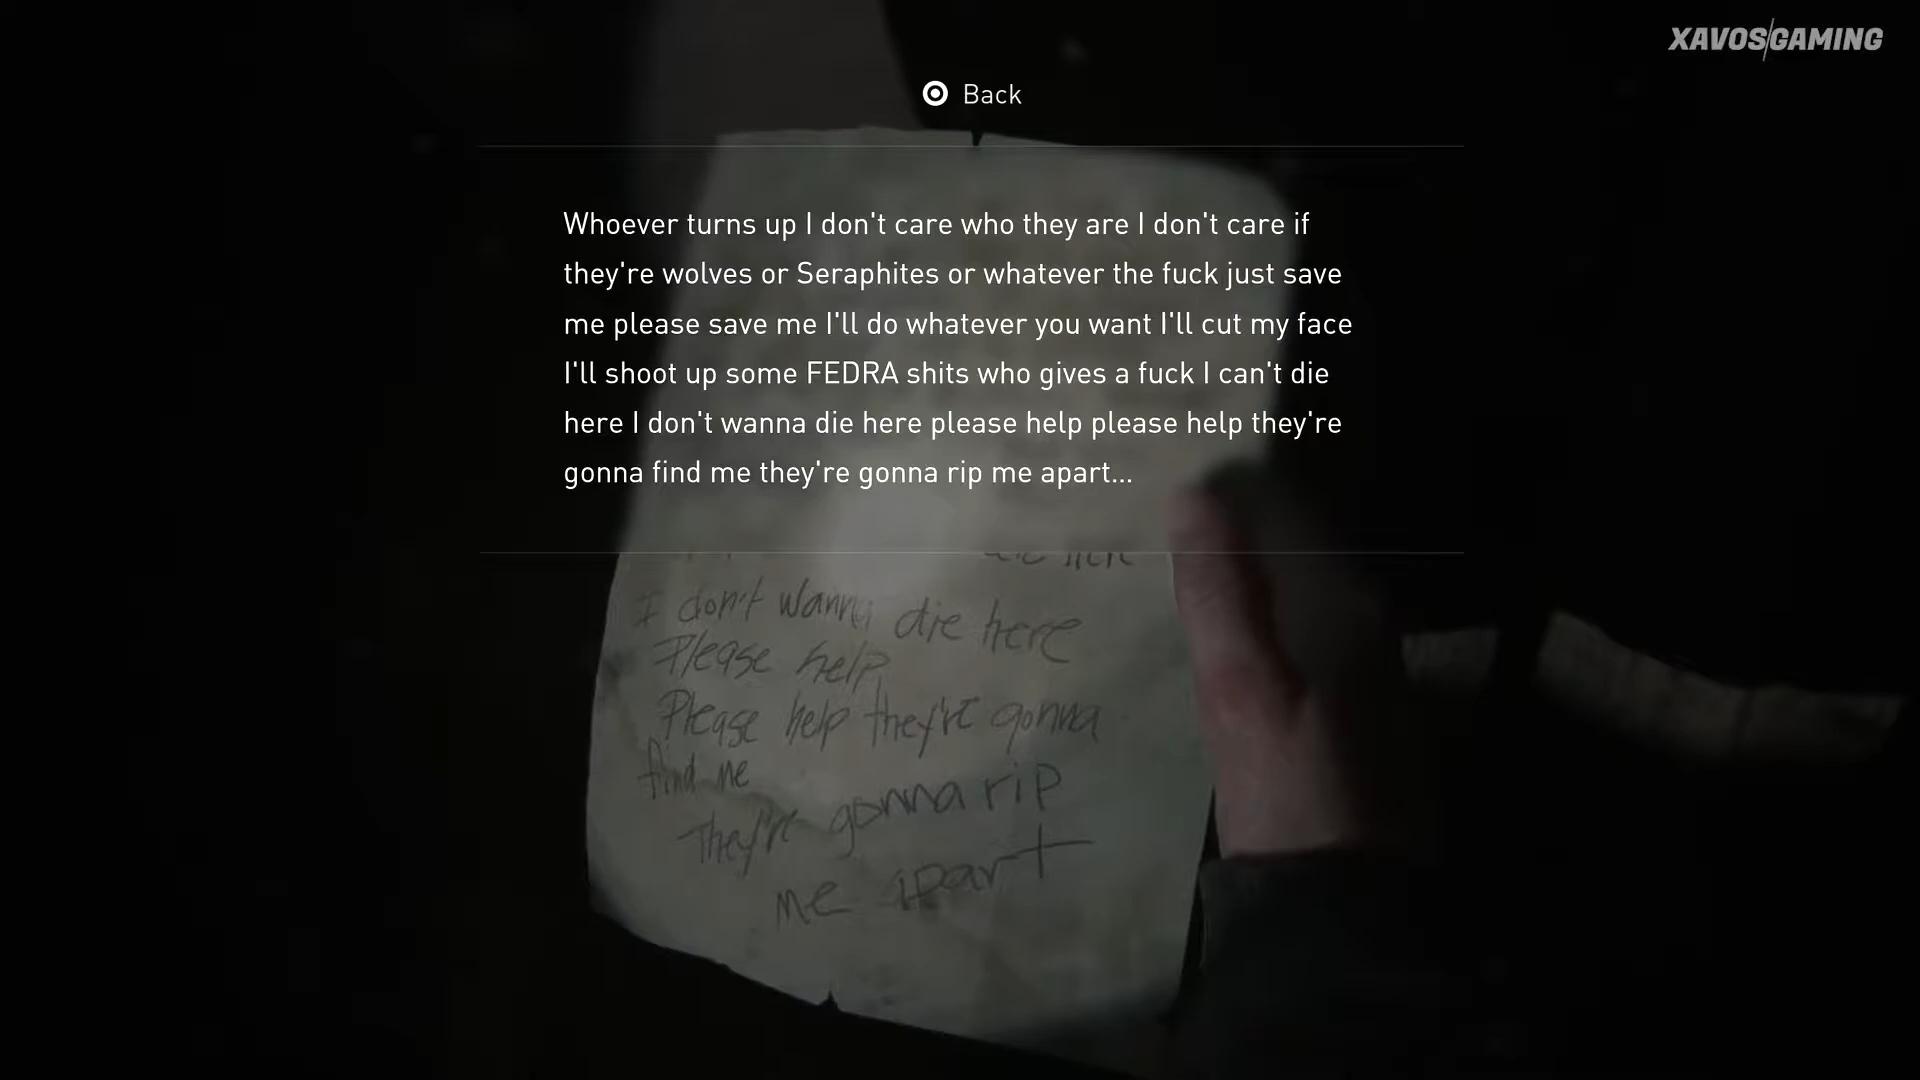 XAVOS GAMING
Back
Whoever turns up I don't care who they are I don't care if
they're wolves or Seraphites or whatever the fuck just save
me please save me I'll do whatever you want I'll cut my face
I'll shoot up some FEDRA shits who gives a fuck I can't die
here I don't wanna die here please help please help they're
gonna find me they're gonna rip me apart...
I don't wanna die here
Please help
Please help they're gonna
find me
They're gonna rip
me apart